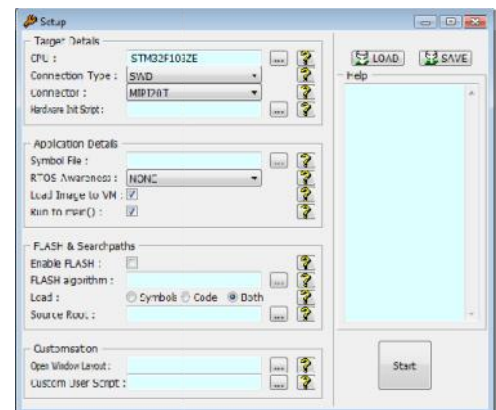 Setup
Target Details
CPU : STM32F103ZE ...
Connection Type : SWD
Connector : MIPI20T
Hardware Init Script : ...
Application Details
Symbol File : ...
RTOS Awareness : NONE
Load Image to VM :
Run to main() :
FLASH & Searchpaths
Enable FLASH :
FLASH algorithm : ...
Load : Symbols Code Both
Source Root : ...
Customisation
Open Window Layout : ...
Custom User Script : ...
LOAD SAVE
Help
Start